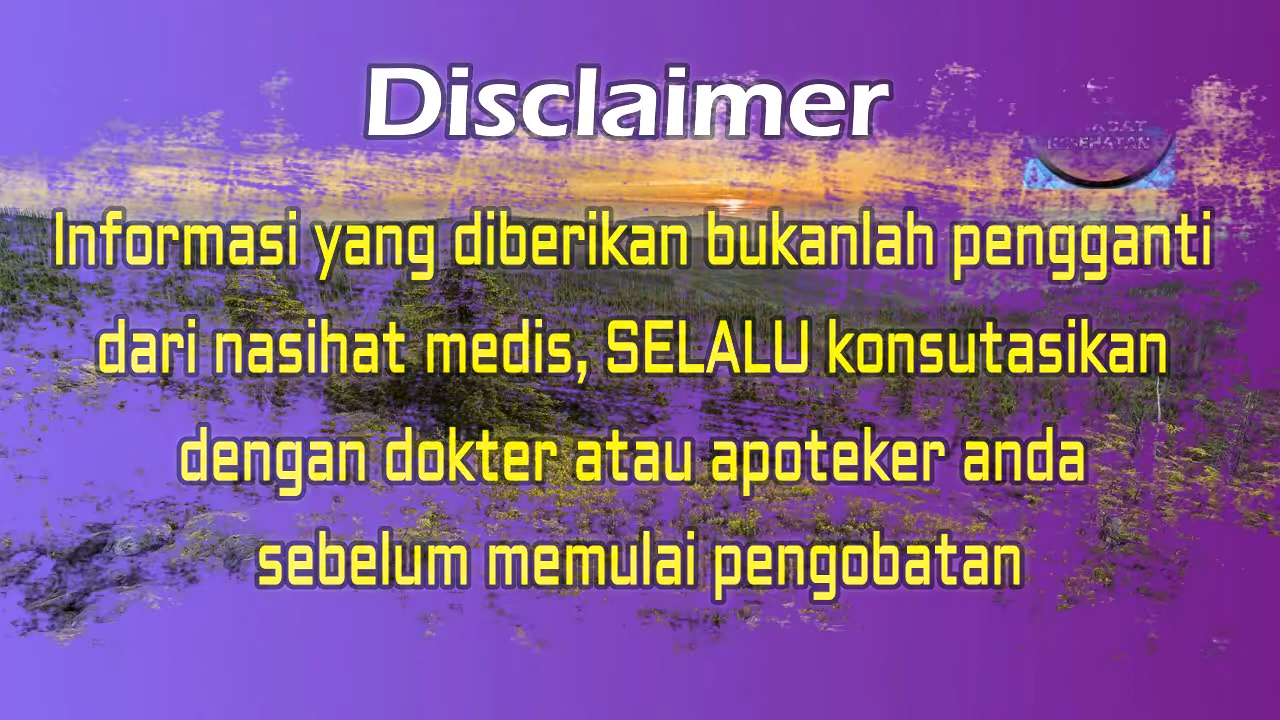 Disclaimer
KESEHATAN
Informasi yang diberikan bukanlah pengganti
dari nasihat medis, SELALU konsutasikan
dengan dokter atau apoteker anda
sebelum memulai pengobatan